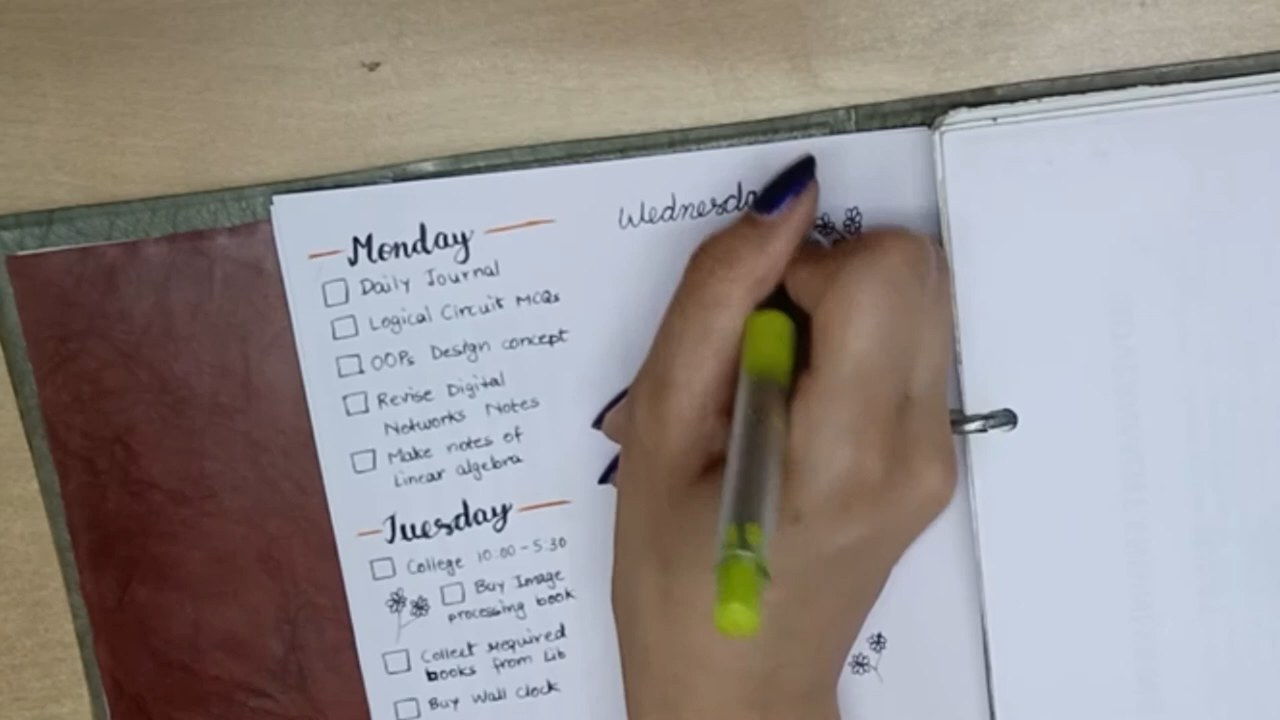 Monday
Daily Journal
Logical Circuit MCQs
OOPs Design concept
Revise Digital
Networks Notes
Make notes of
linear algebra
Tuesday
College 10:00-5:30
Buy Image
processing book
Collect required
books from Lib
Buy Wall clock
Wednesda